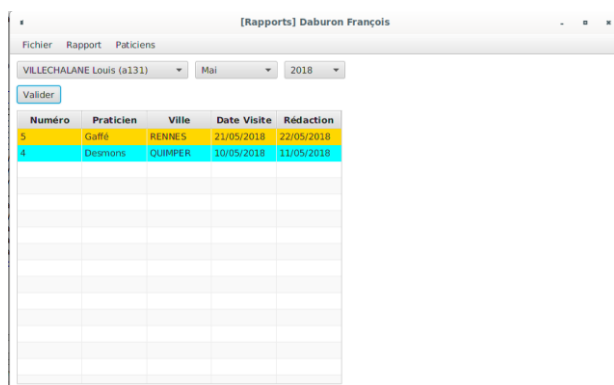 [Rapports] Daburon François
Fichier Rapport Paticiens
VILLECHALANE Louis (a131) Mai 2018
Valider
Numéro Praticien Ville Date Visite Rédaction
5 Gaffé RENNES 21/05/2018 22/05/2018
4 Desmons QUIMPER 10/05/2018 11/05/2018